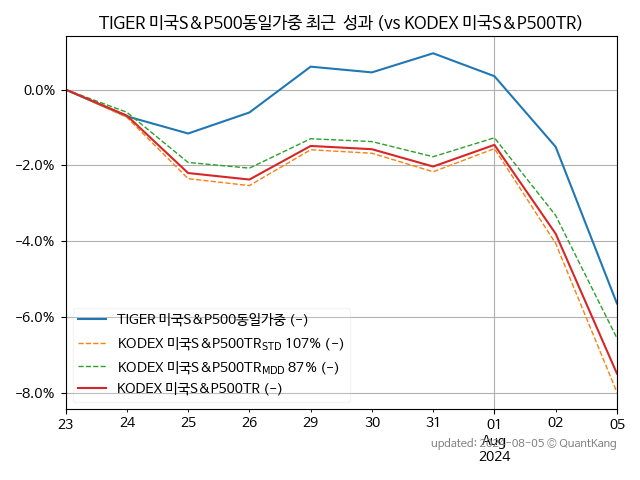 TIGER 미국S&P500동일가중 최근 성과 (vs KODEX 미국S&P500TR)
0.0%
−2.0%
−4.0%
−6.0%
−8.0%
TIGER 미국S&P500동일가중 (-)
KODEX 미국S&P500TR_STD 107% (-)
KODEX 미국S&P500TR_MDD 87% (-)
KODEX 미국S&P500TR (-)
23 24 25 26 29 30 31 01 02 05
Aug
2024
updated: 2024-08-05 © QuantKang